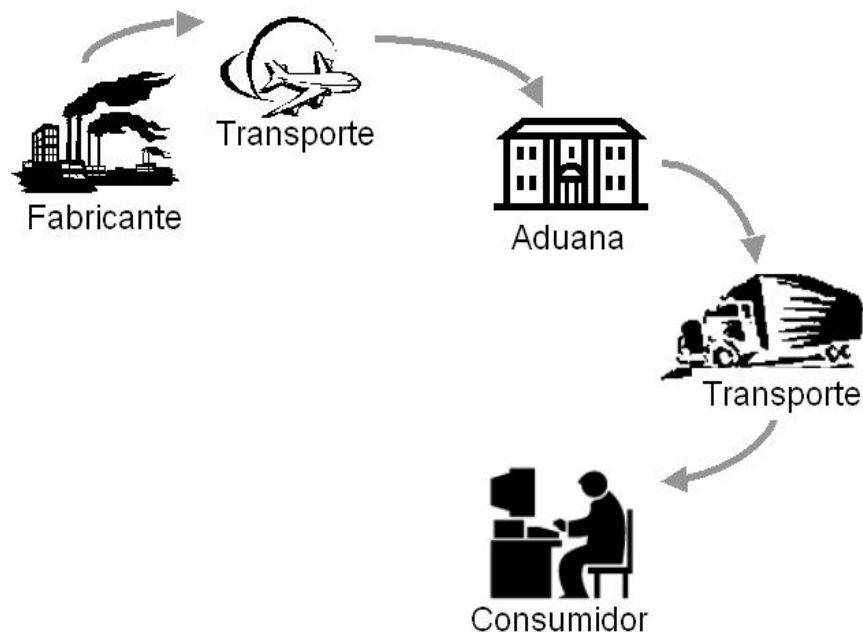 Fabricante
Transporte
Aduana
Transporte
Consumidor